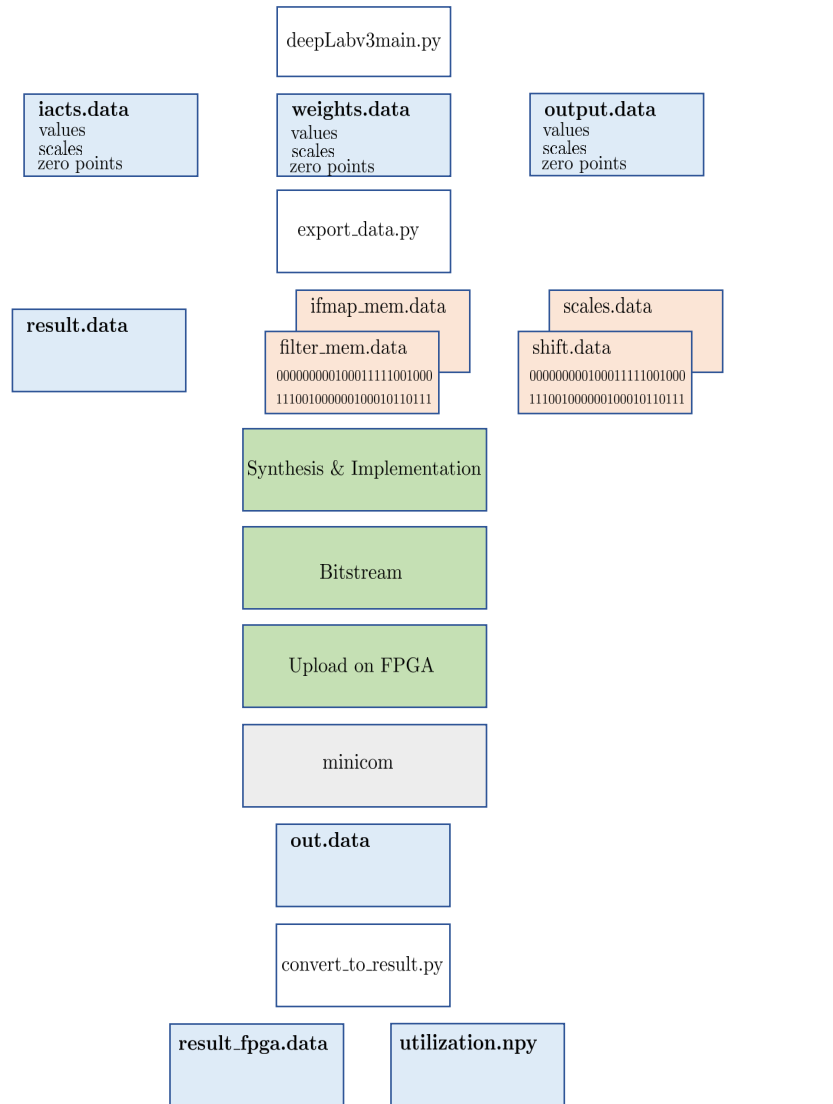 deepLabv3main.py
iacts.data
values
scales
zero points
weights.data
values
scales
zero points
output.data
values
scales
zero points
export_data.py
result.data
ifmap_mem.data
filter_mem.data
000000000100011111001000
111001000000100010110111
scales.data
shift.data
000000000100011111001000
111001000000100010110111
Synthesis & Implementation
Bitstream
Upload on FPGA
minicom
out.data
convert_to_result.py
result_fpga.data
utilization.npy